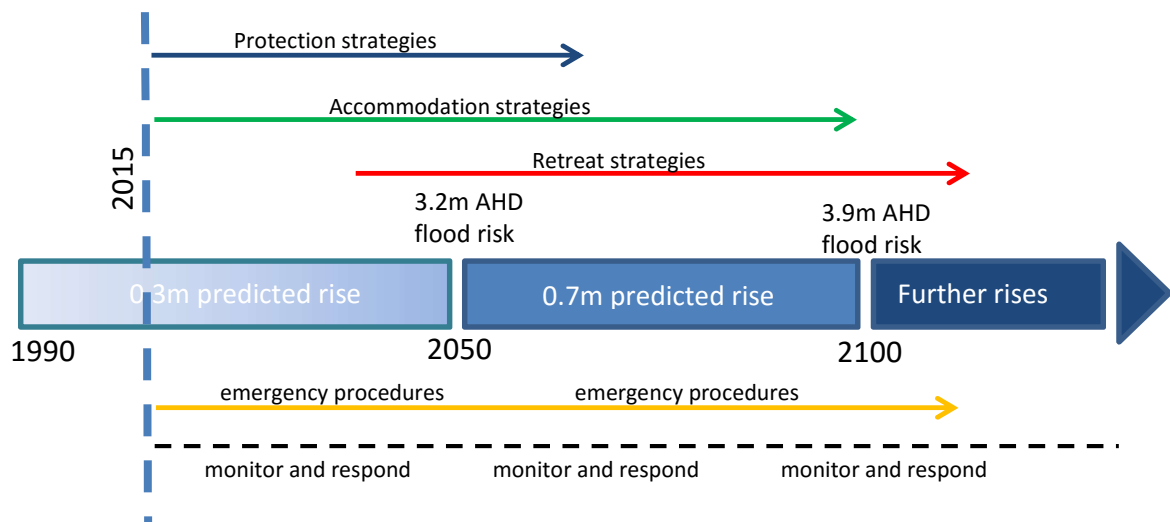 Protection strategies
Accommodation strategies
Retreat strategies
2015
3.2m AHD
flood risk
3.9m AHD
flood risk
0.3m predicted rise
0.7m predicted rise
Further rises
1990
2050
2100
emergency procedures
emergency procedures
monitor and respond
monitor and respond
monitor and respond